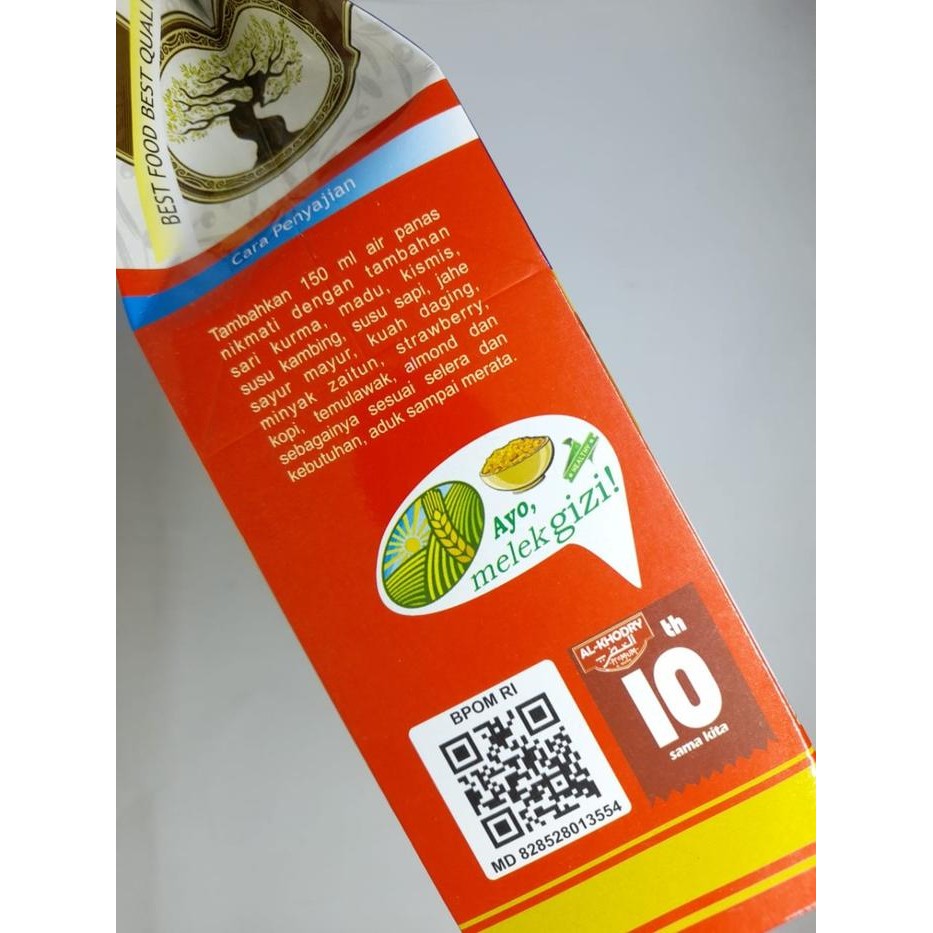 BEST FOOD BEST QUALI
Cara Penyajian
Tambahkan 150 ml air panas
nikmati dengan tambahan
sari kurma, madu, kismis,
susu kambing, susu sapi, jahe
sayur mayur, kuah daging,
minyak zaitun, strawberry,
kopi, temulawak, almond dan
sebagainya sesuai selera dan
kebutuhan, aduk sampai merata.
HEALTHY
Ayo,
melek gizi!
AL-KHODRY
th
10
sama kita
BPOM RI
MD 828528013554